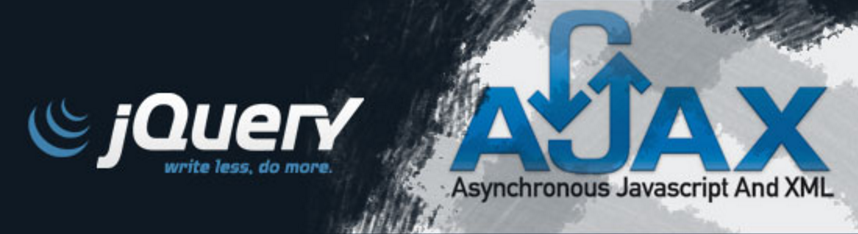 jQuery
write less, do more.
AJAX
Asynchronous Javascript And XML